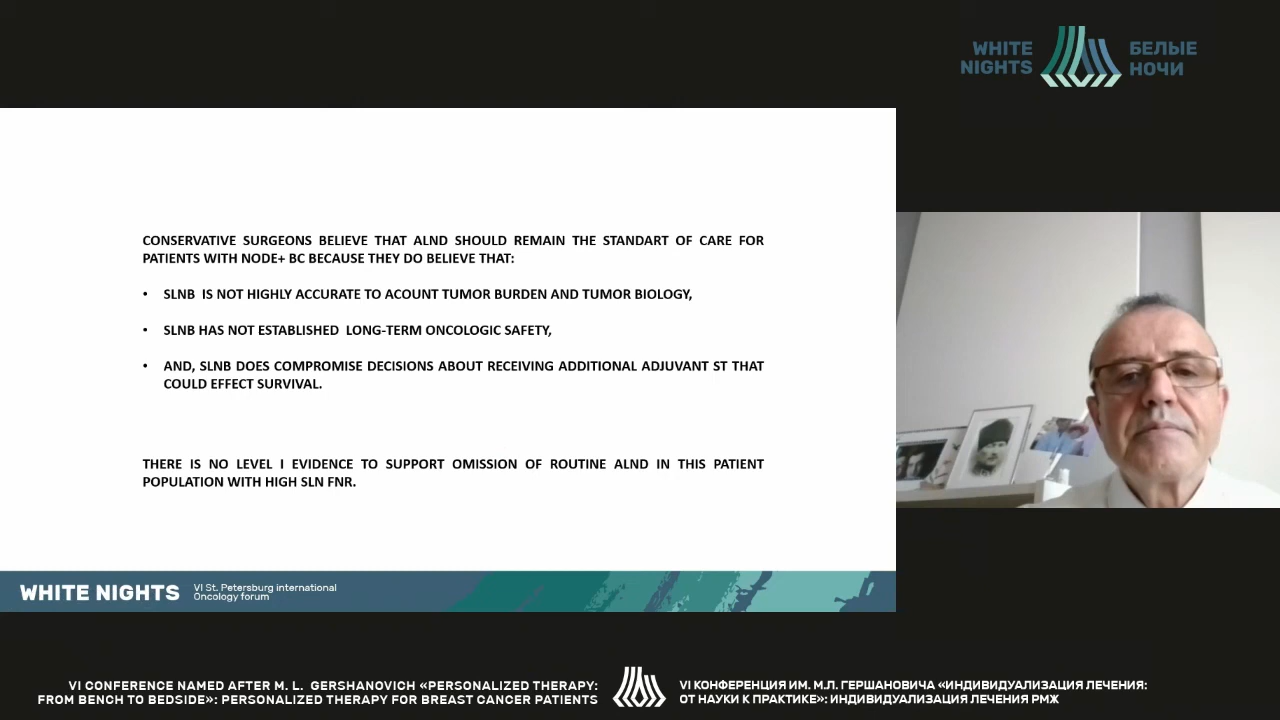 WHITE
NIGHTS
БЕЛЫЕ
НОЧИ
CONSERVATIVE SURGEONS BELIEVE THAT ALND SHOULD REMAIN THE STANDART OF CARE FOR
PATIENTS WITH NODE+ BC BECAUSE THEY DO BELIEVE THAT:
• SLNB IS NOT HIGHLY ACCURATE TO ACOUNT TUMOR BURDEN AND TUMOR BIOLOGY,
• SLNB HAS NOT ESTABLISHED LONG-TERM ONCOLOGIC SAFETY,
• AND, SLNB DOES COMPROMISE DECISIONS ABOUT RECEIVING ADDITIONAL ADJUVANT ST THAT
COULD EFFECT SURVIVAL.
THERE IS NO LEVEL I EVIDENCE TO SUPPORT OMISSION OF ROUTINE ALND IN THIS PATIENT
POPULATION WITH HIGH SLN FNR.
WHITE NIGHTS
VI St. Petersburg international
Oncology forum
VI CONFERENCE NAMED AFTER M. L. GERSHANOVICH «PERSONALIZED THERAPY:
FROM BENCH TO BEDSIDE»: PERSONALIZED THERAPY FOR BREAST CANCER PATIENTS
VI КОНФЕРЕНЦИЯ ИМ. М.Л. ГЕРШАНОВИЧА «ИНДИВИДУАЛИЗАЦИЯ ЛЕЧЕНИЯ:
ОТ НАУКИ К ПРАКТИКЕ»: ИНДИВИДУАЛИЗАЦИЯ ЛЕЧЕНИЯ РМЖ